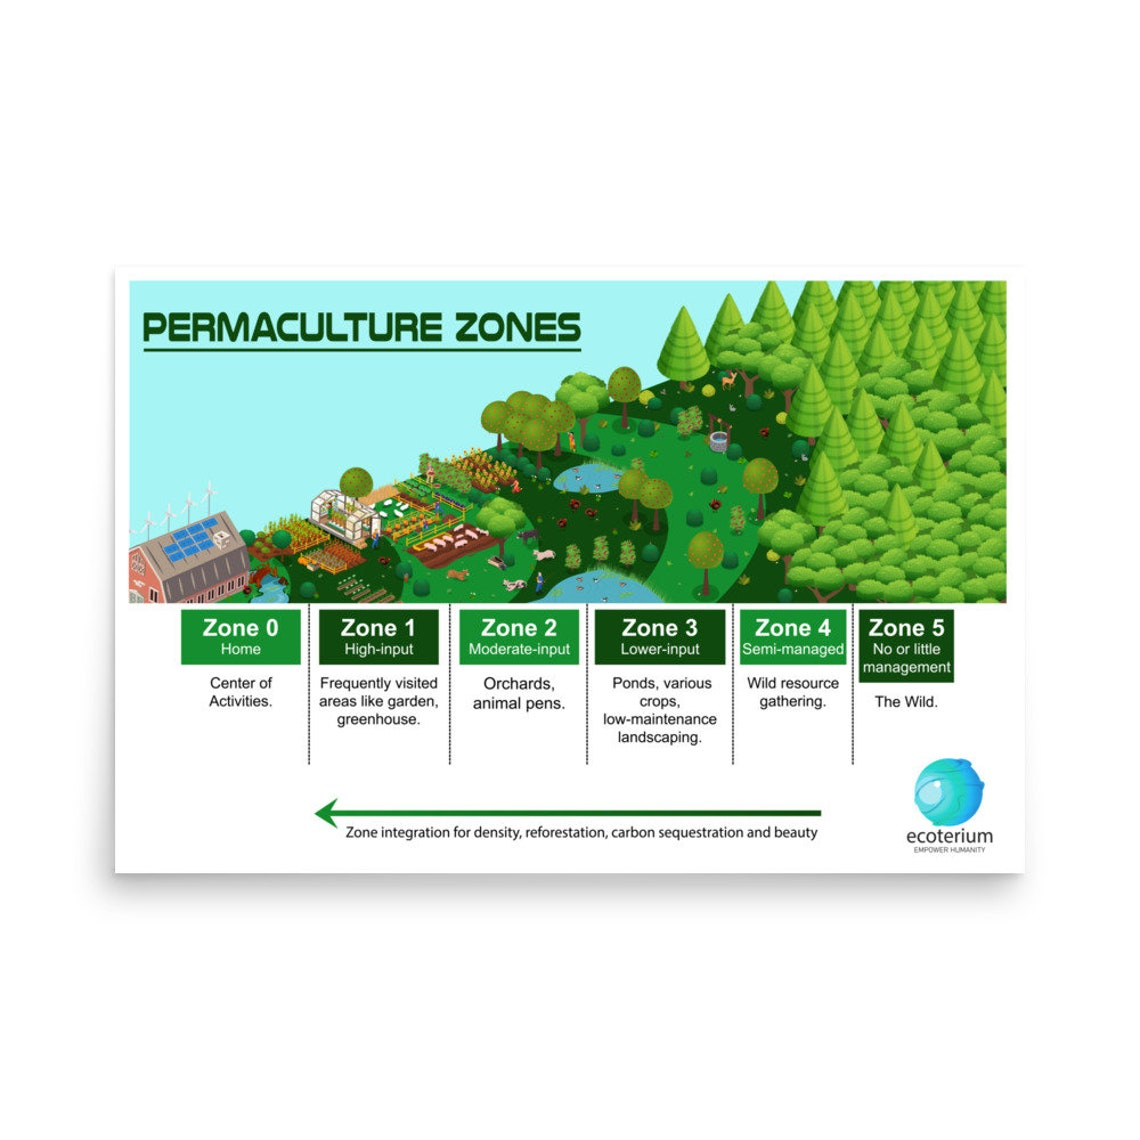 PERMACULTURE ZONES
Zone 0
Home
Center of
Activities.
Zone 1
High-input
Frequently visited
areas like garden,
greenhouse.
Zone 2
Moderate-input
Orchards,
animal pens.
Zone 3
Lower-input
Ponds, various
crops,
low-maintenance
landscaping.
Zone 4
Semi-managed
Wild resource
gathering.
Zone 5
No or little
management
The Wild.
Zone integration for density, reforestation, carbon sequestration and beauty
ecoterium
EMPOWER HUMANITY